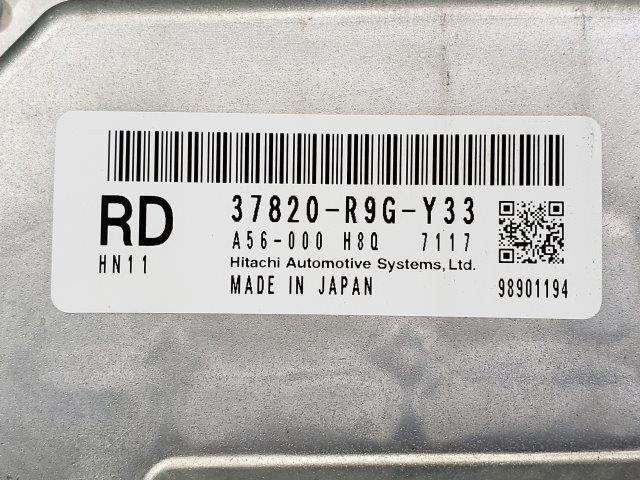 RD
HN11
37820-R9G-Y33
A56-000 H8Q 7117
Hitachi Automotive Systems, Ltd.
MADE IN JAPAN
98901194